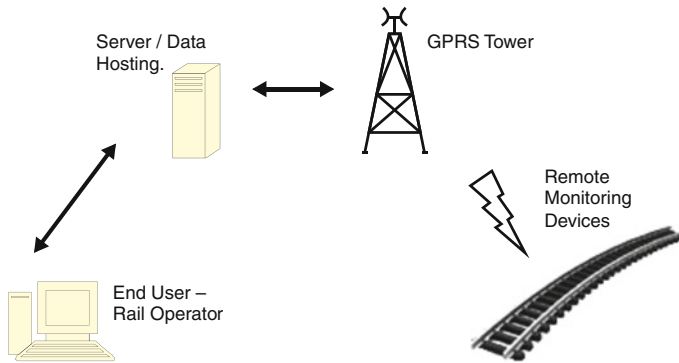 Server / Data
Hosting.
GPRS Tower
Remote
Monitoring
Devices
End User –
Rail Operator